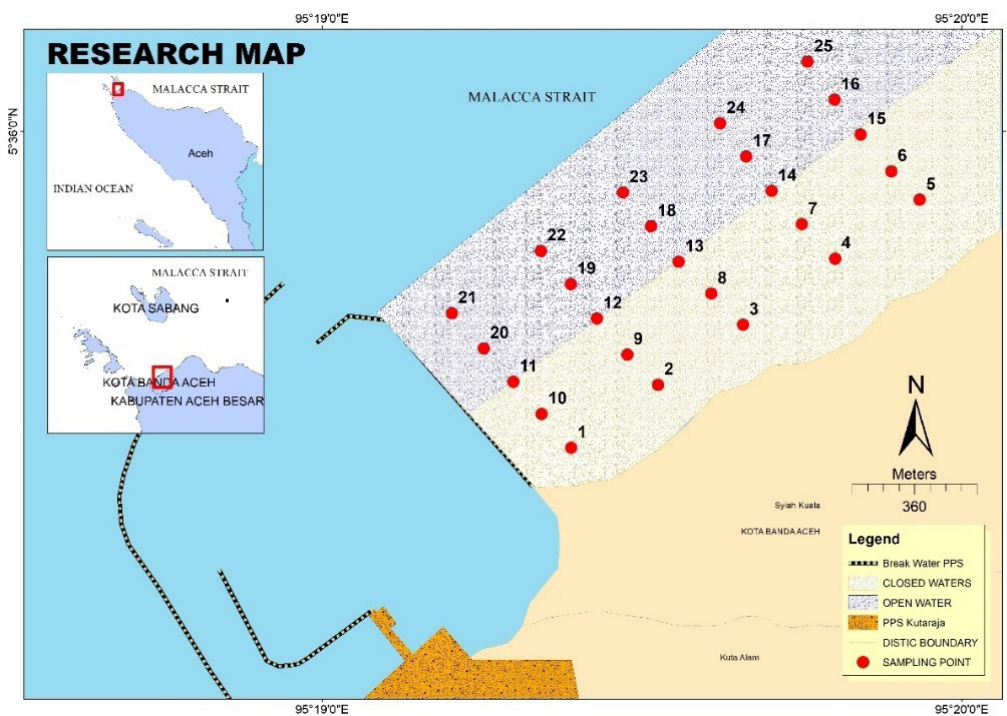 95°19'0"E
95°20'0"E
RESEARCH MAP
MALACCA STRAIT
Aceh
INDIAN OCEAN
MALACCA STRAIT
KOTA SABANG
KOTA BANDA ACEH
KABUPATEN ACEH BESAR
5°36'0"N
MALACCA STRAIT
25
16
24
15
17
6
23
14
5
18
7
22
13
4
19
8
21
12
3
20
9
11
2
10
1
N
Meters
360
Syiah Kuala
KOTA BANDA ACEH
Kuta Alam
Legend
Break Water PPS
CLOSED WATERS
OPEN WATER
PPS Kutaraja
DISTIC BOUNDARY
SAMPLING POINT
95°19'0"E
95°20'0"E